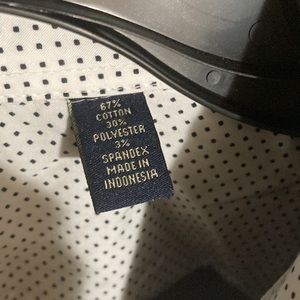 67%
COTTON
30%
POLYESTER
3%
SPANDEX
MADE IN
INDONESIA